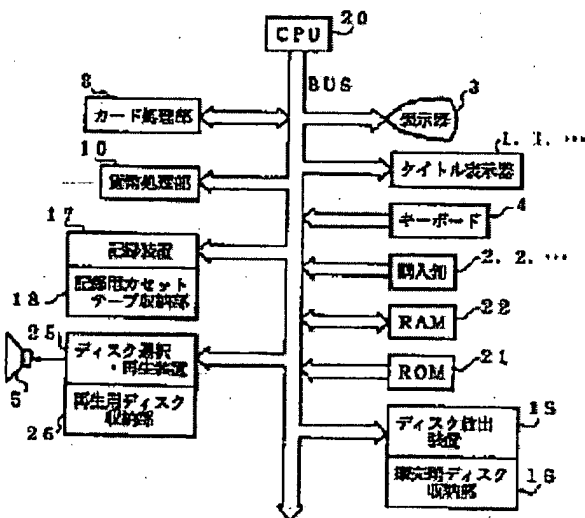 20
CPU
BUS
8
カード処理部
3
表示器
10
貨幣処理部
1, 1, …
タイトル表示器
4
キーボード
17
記録装置
記録用カセット
テープ収納部
18
購入釦
2, 2, …
22
RAM
25
ディスク選択
・再生装置
5
21
ROM
再生用ディスク
収納部
26
15
ディスク放出
装置
販売用ディスク
収納部
16